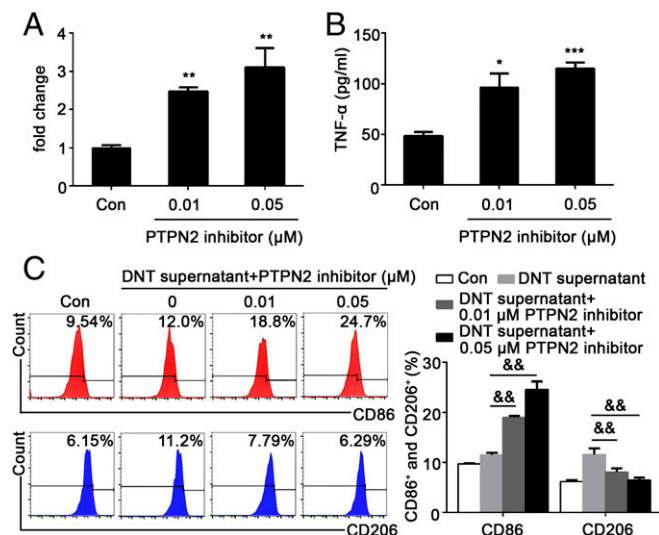 A
fold change
4
3
2
1
0
**
**
Con
0.01
0.05
PTPN2 inhibitor (μM)
B
TNF-α (pg/ml)
150
100
50
0
*
***
Con
0.01
0.05
PTPN2 inhibitor (μM)
C
DNT supernatant+PTPN2 inhibitor (μM)
Con
0
0.01
0.05
Count
9.54%
12.0%
18.8%
24.7%
CD86
Count
6.15%
11.2%
7.79%
6.29%
CD206
Con
DNT supernatant
DNT supernatant+
0.01 μM PTPN2 inhibitor
DNT supernatant+
0.05 μM PTPN2 inhibitor
CD86⁺ and CD206⁺ (%)
30
20
10
0
&&
&&
&&
&&
CD86
CD206